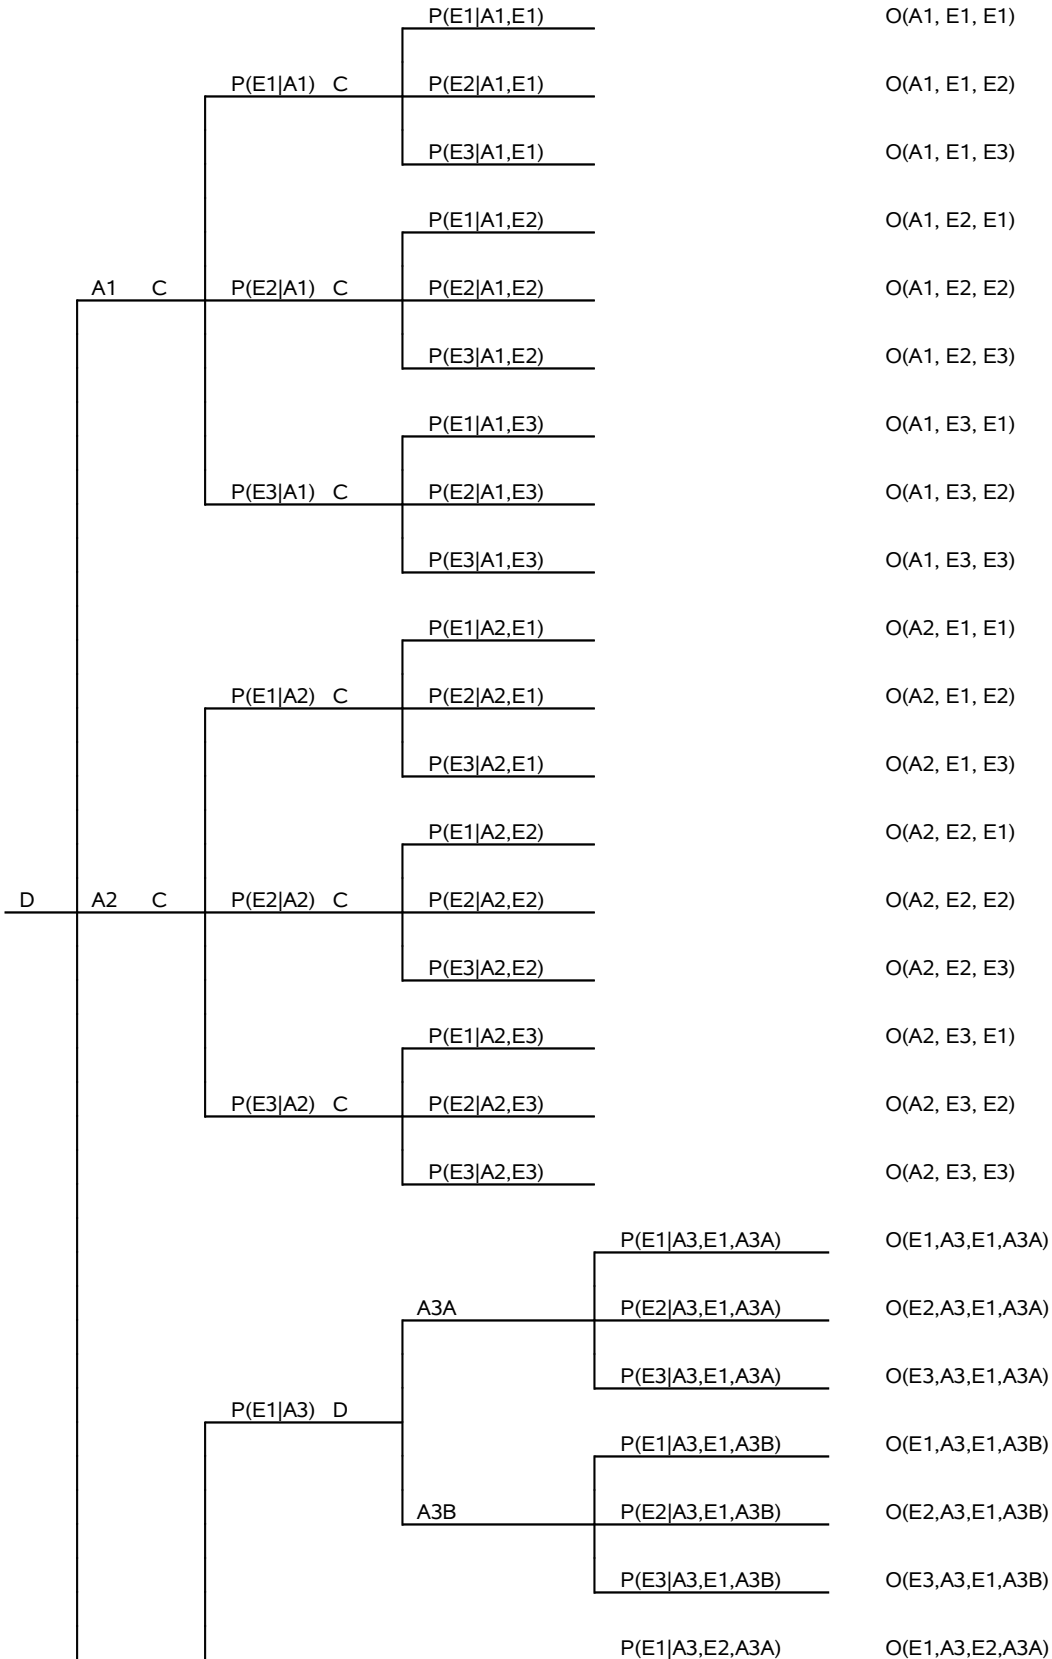 P(E1|A1,E1) O(A1, E1, E1)
P(E1|A1) C P(E2|A1,E1) O(A1, E1, E2)
P(E3|A1,E1) O(A1, E1, E3)
P(E1|A1,E2) O(A1, E2, E1)
A1 C P(E2|A1) C P(E2|A1,E2) O(A1, E2, E2)
P(E3|A1,E2) O(A1, E2, E3)
P(E1|A1,E3) O(A1, E3, E1)
P(E3|A1) C P(E2|A1,E3) O(A1, E3, E2)
P(E3|A1,E3) O(A1, E3, E3)
P(E1|A2,E1) O(A2, E1, E1)
P(E1|A2) C P(E2|A2,E1) O(A2, E1, E2)
P(E3|A2,E1) O(A2, E1, E3)
P(E1|A2,E2) O(A2, E2, E1)
D A2 C P(E2|A2) C P(E2|A2,E2) O(A2, E2, E2)
P(E3|A2,E2) O(A2, E2, E3)
P(E1|A2,E3) O(A2, E3, E1)
P(E3|A2) C P(E2|A2,E3) O(A2, E3, E2)
P(E3|A2,E3) O(A2, E3, E3)
P(E1|A3,E1,A3A) O(E1,A3,E1,A3A)
A3A P(E2|A3,E1,A3A) O(E2,A3,E1,A3A)
P(E3|A3,E1,A3A) O(E3,A3,E1,A3A)
P(E1|A3) D
P(E1|A3,E1,A3B) O(E1,A3,E1,A3B)
A3B P(E2|A3,E1,A3B) O(E2,A3,E1,A3B)
P(E3|A3,E1,A3B) O(E3,A3,E1,A3B)
P(E1|A3,E2,A3A) O(E1,A3,E2,A3A)